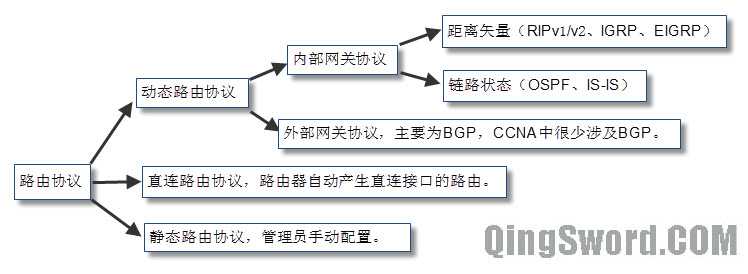 距离矢量（RIPv1/v2、IGRP、EIGRP）
内部网关协议
链路状态（OSPF、IS-IS）
动态路由协议
外部网关协议，主要为BGP，CCNA中很少涉及BGP。
路由协议
直连路由协议，路由器自动产生直连接口的路由。
静态路由协议，管理员手动配置。
QingSword.COM